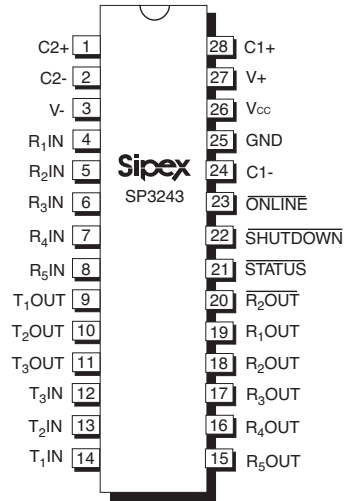 C2+ 1 28 C1+
C2- 2 27 V+
V- 3 26 Vcc
R1IN 4 25 GND
R2IN 5 24 C1-
R3IN 6 23 ONLINE
R4IN 7 22 SHUTDOWN
R5IN 8 21 STATUS
T1OUT 9 20 R2OUT
T2OUT 10 19 R1OUT
T3OUT 11 18 R2OUT
T3IN 12 17 R3OUT
T2IN 13 16 R4OUT
T1IN 14 15 R5OUT
Sipex
SP3243